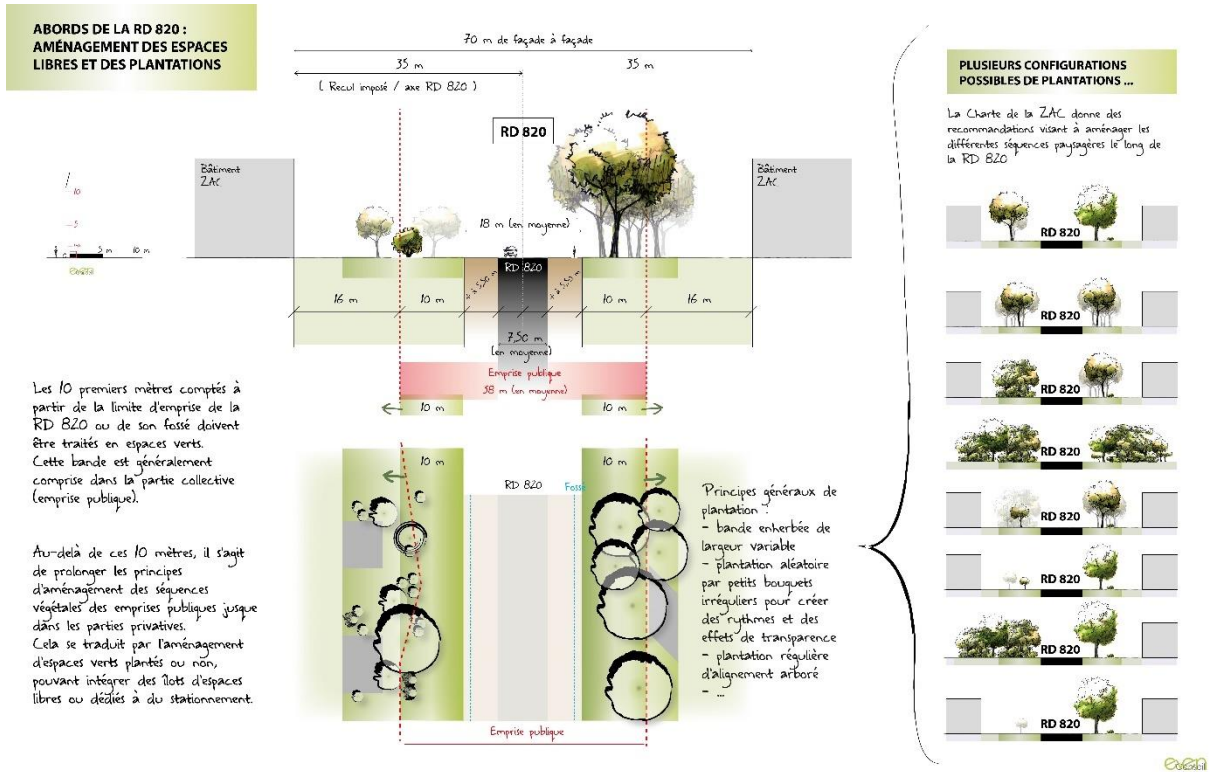 ABORDS DE LA RD 820 :
AMÉNAGEMENT DES ESPACES
LIBRES ET DES PLANTATIONS
70 m de façade à façade
35 m
35 m
( Recul imposé / axe RD 820 )
RD 820
Bâtiment
ZAC
Bâtiment
ZAC
18 m (en moyenne)
10
5
0
5 m
10 m
RD 820
16 m
10 m
10 m
16 m
7,50 m
(en moyenne)
Emprise publique
38 m (en moyenne)
10 m
10 m
10 m
10 m
RD 820
Fossé
Emprise publique
Les 10 premiers mètres comptés à
partir de la limite d'emprise de la
RD 820 ou de son fossé doivent
être traités en espaces verts.
Cette bande est généralement
comprise dans la partie collective
(emprise publique).
Au-delà de ces 10 mètres, il s'agit
de prolonger les principes
d'aménagement des séquences
végétales des emprises publiques jusque
dans les parties privatives.
Cela se traduit par l'aménagement
d'espaces verts plantés ou non,
pouvant intégrer des îlots d'espaces
libres ou dédiés à du stationnement.
Principes généraux de
plantation :
- bande enherbée de
largeur variable
- plantation aléatoire
par petits bouquets
irréguliers pour créer
des rythmes et des
effets de transparence
- plantation régulière
d'alignement arboré
- ...
PLUSIEURS CONFIGURATIONS
POSSIBLES DE PLANTATIONS ...
La Charte de la ZAC donne des
recommandations visant à aménager les
différentes séquences paysagères le long de
la RD 820
RD 820
RD 820
RD 820
RD 820
RD 820
RD 820
RD 820
RD 820
even
Conseil